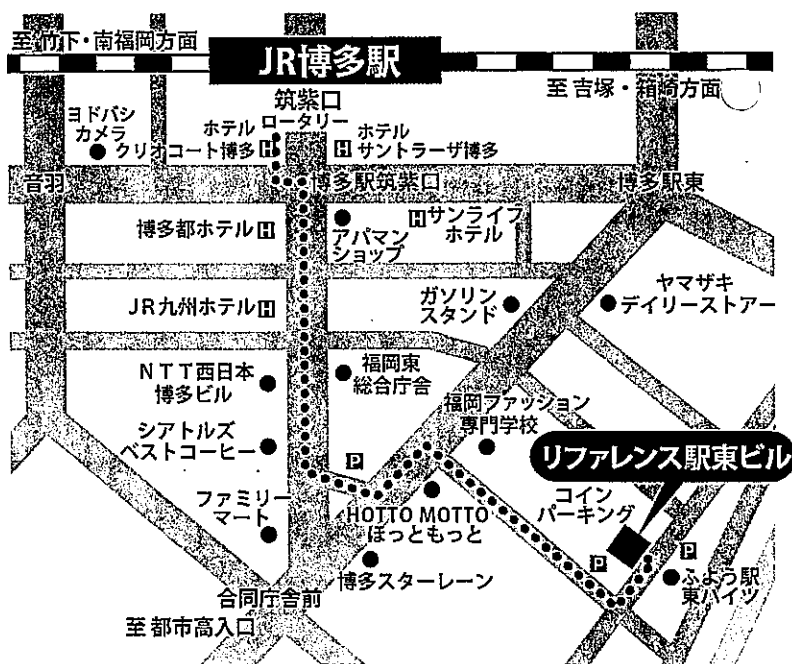 至 竹下・南福岡方面
JR博多駅
至 吉塚・箱崎方面
筑紫口
ロータリー
ヨドバシ
カメラ
ホテル
クリオコート博多
H
ホテル
サントラーザ博多
H
音羽
博多駅筑紫口
博多駅東
博多都ホテル
H
アパマン
ショップ
H
サンライフ
ホテル
JR九州ホテル
H
ガソリン
スタンド
ヤマザキ
デイリーストアー
NTT西日本
博多ビル
福岡東
総合庁舎
福岡ファッション
専門学校
シアトルズ
ベストコーヒー
P
リファレンス駅東ビル
ファミリー
マート
HOTTO MOTTO
ほっともっと
コイン
パーキング
P
P
博多スターレーン
ふよう駅
東ハイツ
合同庁舎前
至 都市高入口